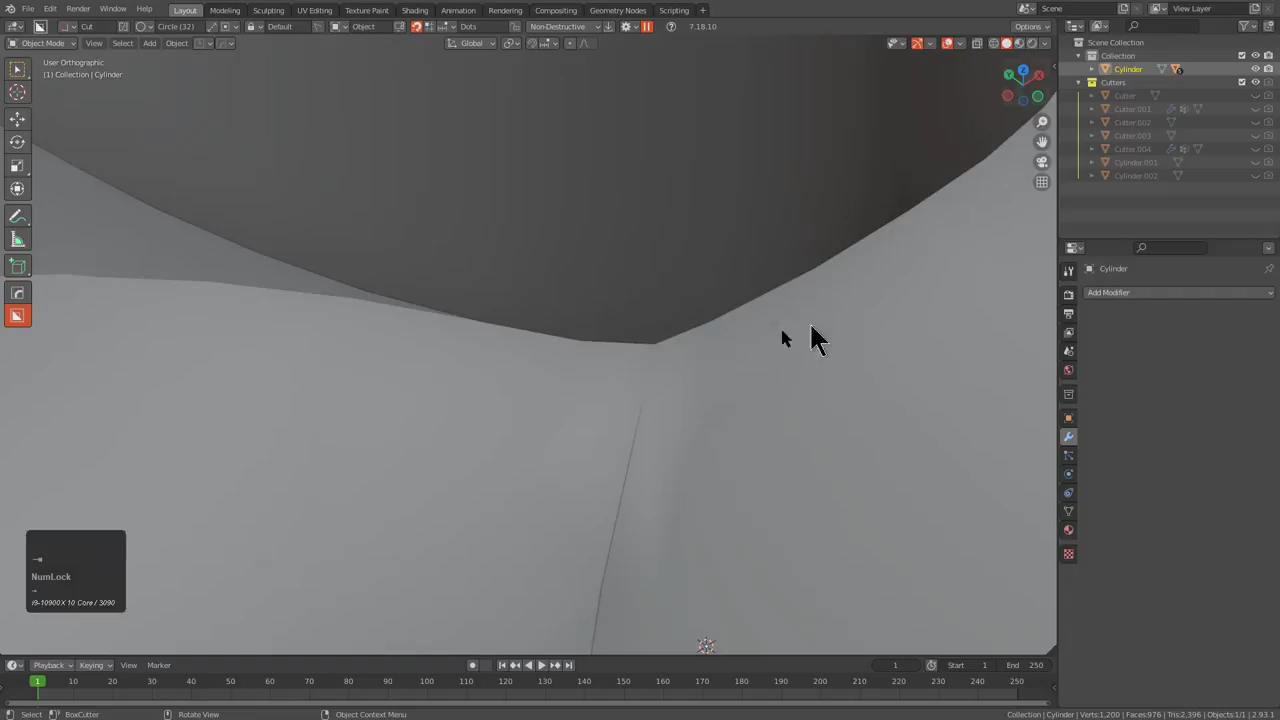 File Edit Render Window Help Layout Modeling Sculpting UV Editing Texture Paint Shading Animation Rendering Compositing Geometry Nodes Scripting + Scene View Layer
Cut Circle (32) Default Object Dots Non-Destructive 7.18.10 Options
Object Mode View Select Add Object Global
User Orthographic
(1) Collection | Cylinder
Z
Y
X
Scene Collection
Collection
Cylinder
Cutters
Cutter
Cutter.001
Cutter.002
Cutter.003
Cutter.004
Cylinder.001
Cylinder.002
Cylinder
Add Modifier
NumLock
i9-10900X 10 Core / 3090
Playback Keying View Marker 1 Start 1 End 250
1 10 20 30 40 50 60 70 80 90 100 110 120 130 140 150 160 170 180 190 200 210 220 230 240 250
Select BoxCutter Rotate View Object Context Menu Collection | Cylinder | Verts:1,200 | Faces:976 | Tris:2,396 | Objects:1/1 | 2.93.1